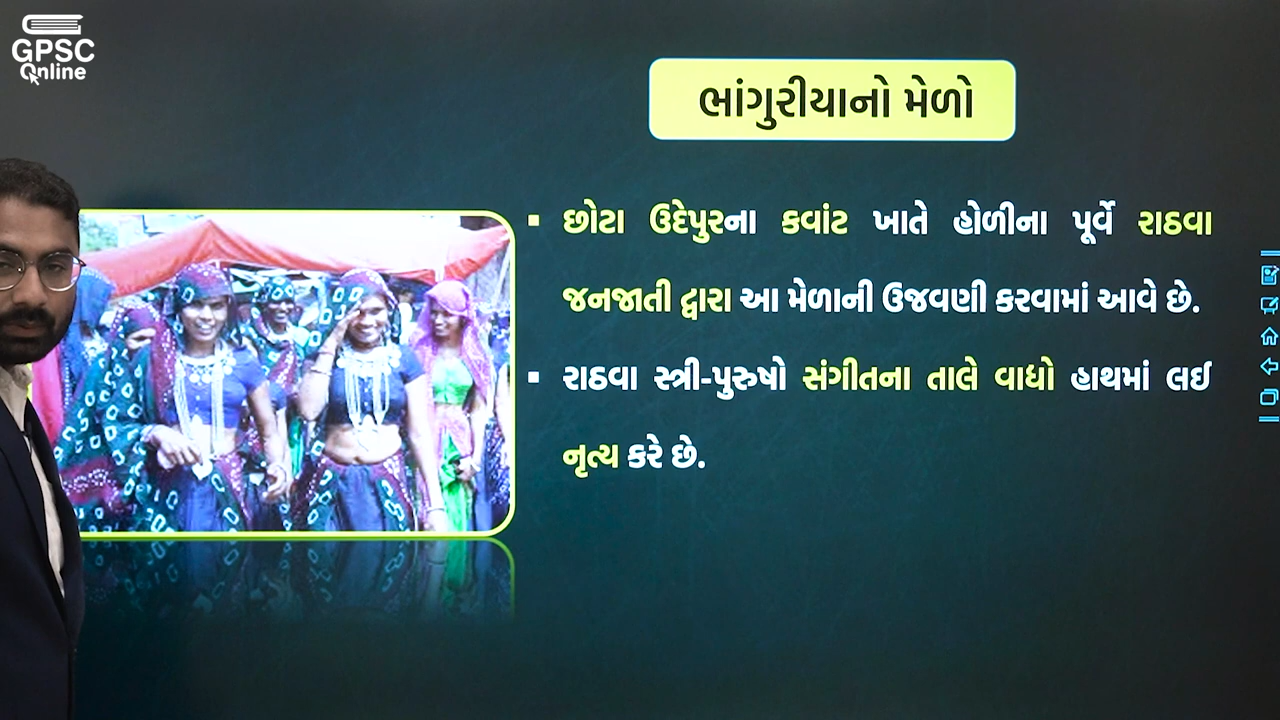 GPSC
Online
ભાંગુરીયાનો મેળો
▪ છોટા ઉદેપુરના કવાંટ ખાતે હોળીના પૂર્વે રાઠવા
જનજાતી દ્વારા આ મેળાની ઉજવણી કરવામાં આવે છે.
▪ રાઠવા સ્ત્રી-પુરુષો સંગીતના તાલે વાદ્યો હાથમાં લઈ
નૃત્ય કરે છે.